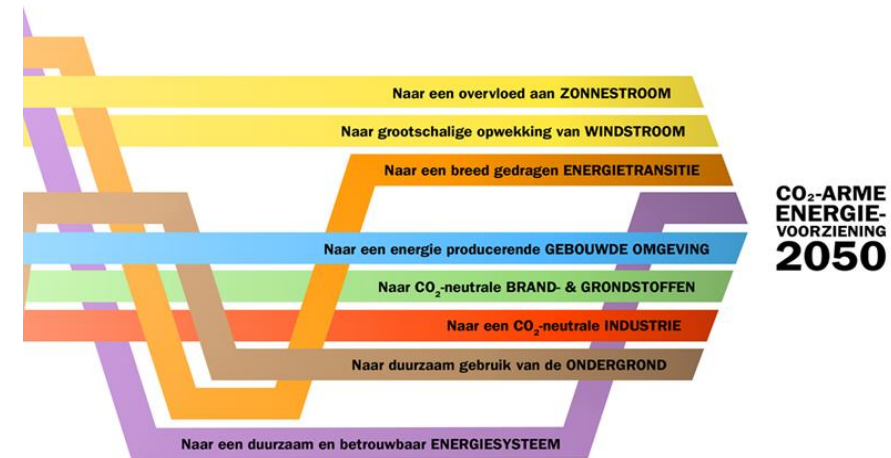 Naar een overvloed aan ZONNESTROOM
Naar grootschalige opwekking van WINDSTROOM
Naar een breed gedragen ENERGIETRANSITIE
Naar een energie producerende GEBOUWDE OMGEVING
Naar CO₂-neutrale BRAND- & GRONDSTOFFEN
Naar een CO₂-neutrale INDUSTRIE
Naar duurzaam gebruik van de ONDERGROND
Naar een duurzaam en betrouwbaar ENERGIESYSTEEM
CO₂-ARME
ENERGIE-
VOORZIENING
2050